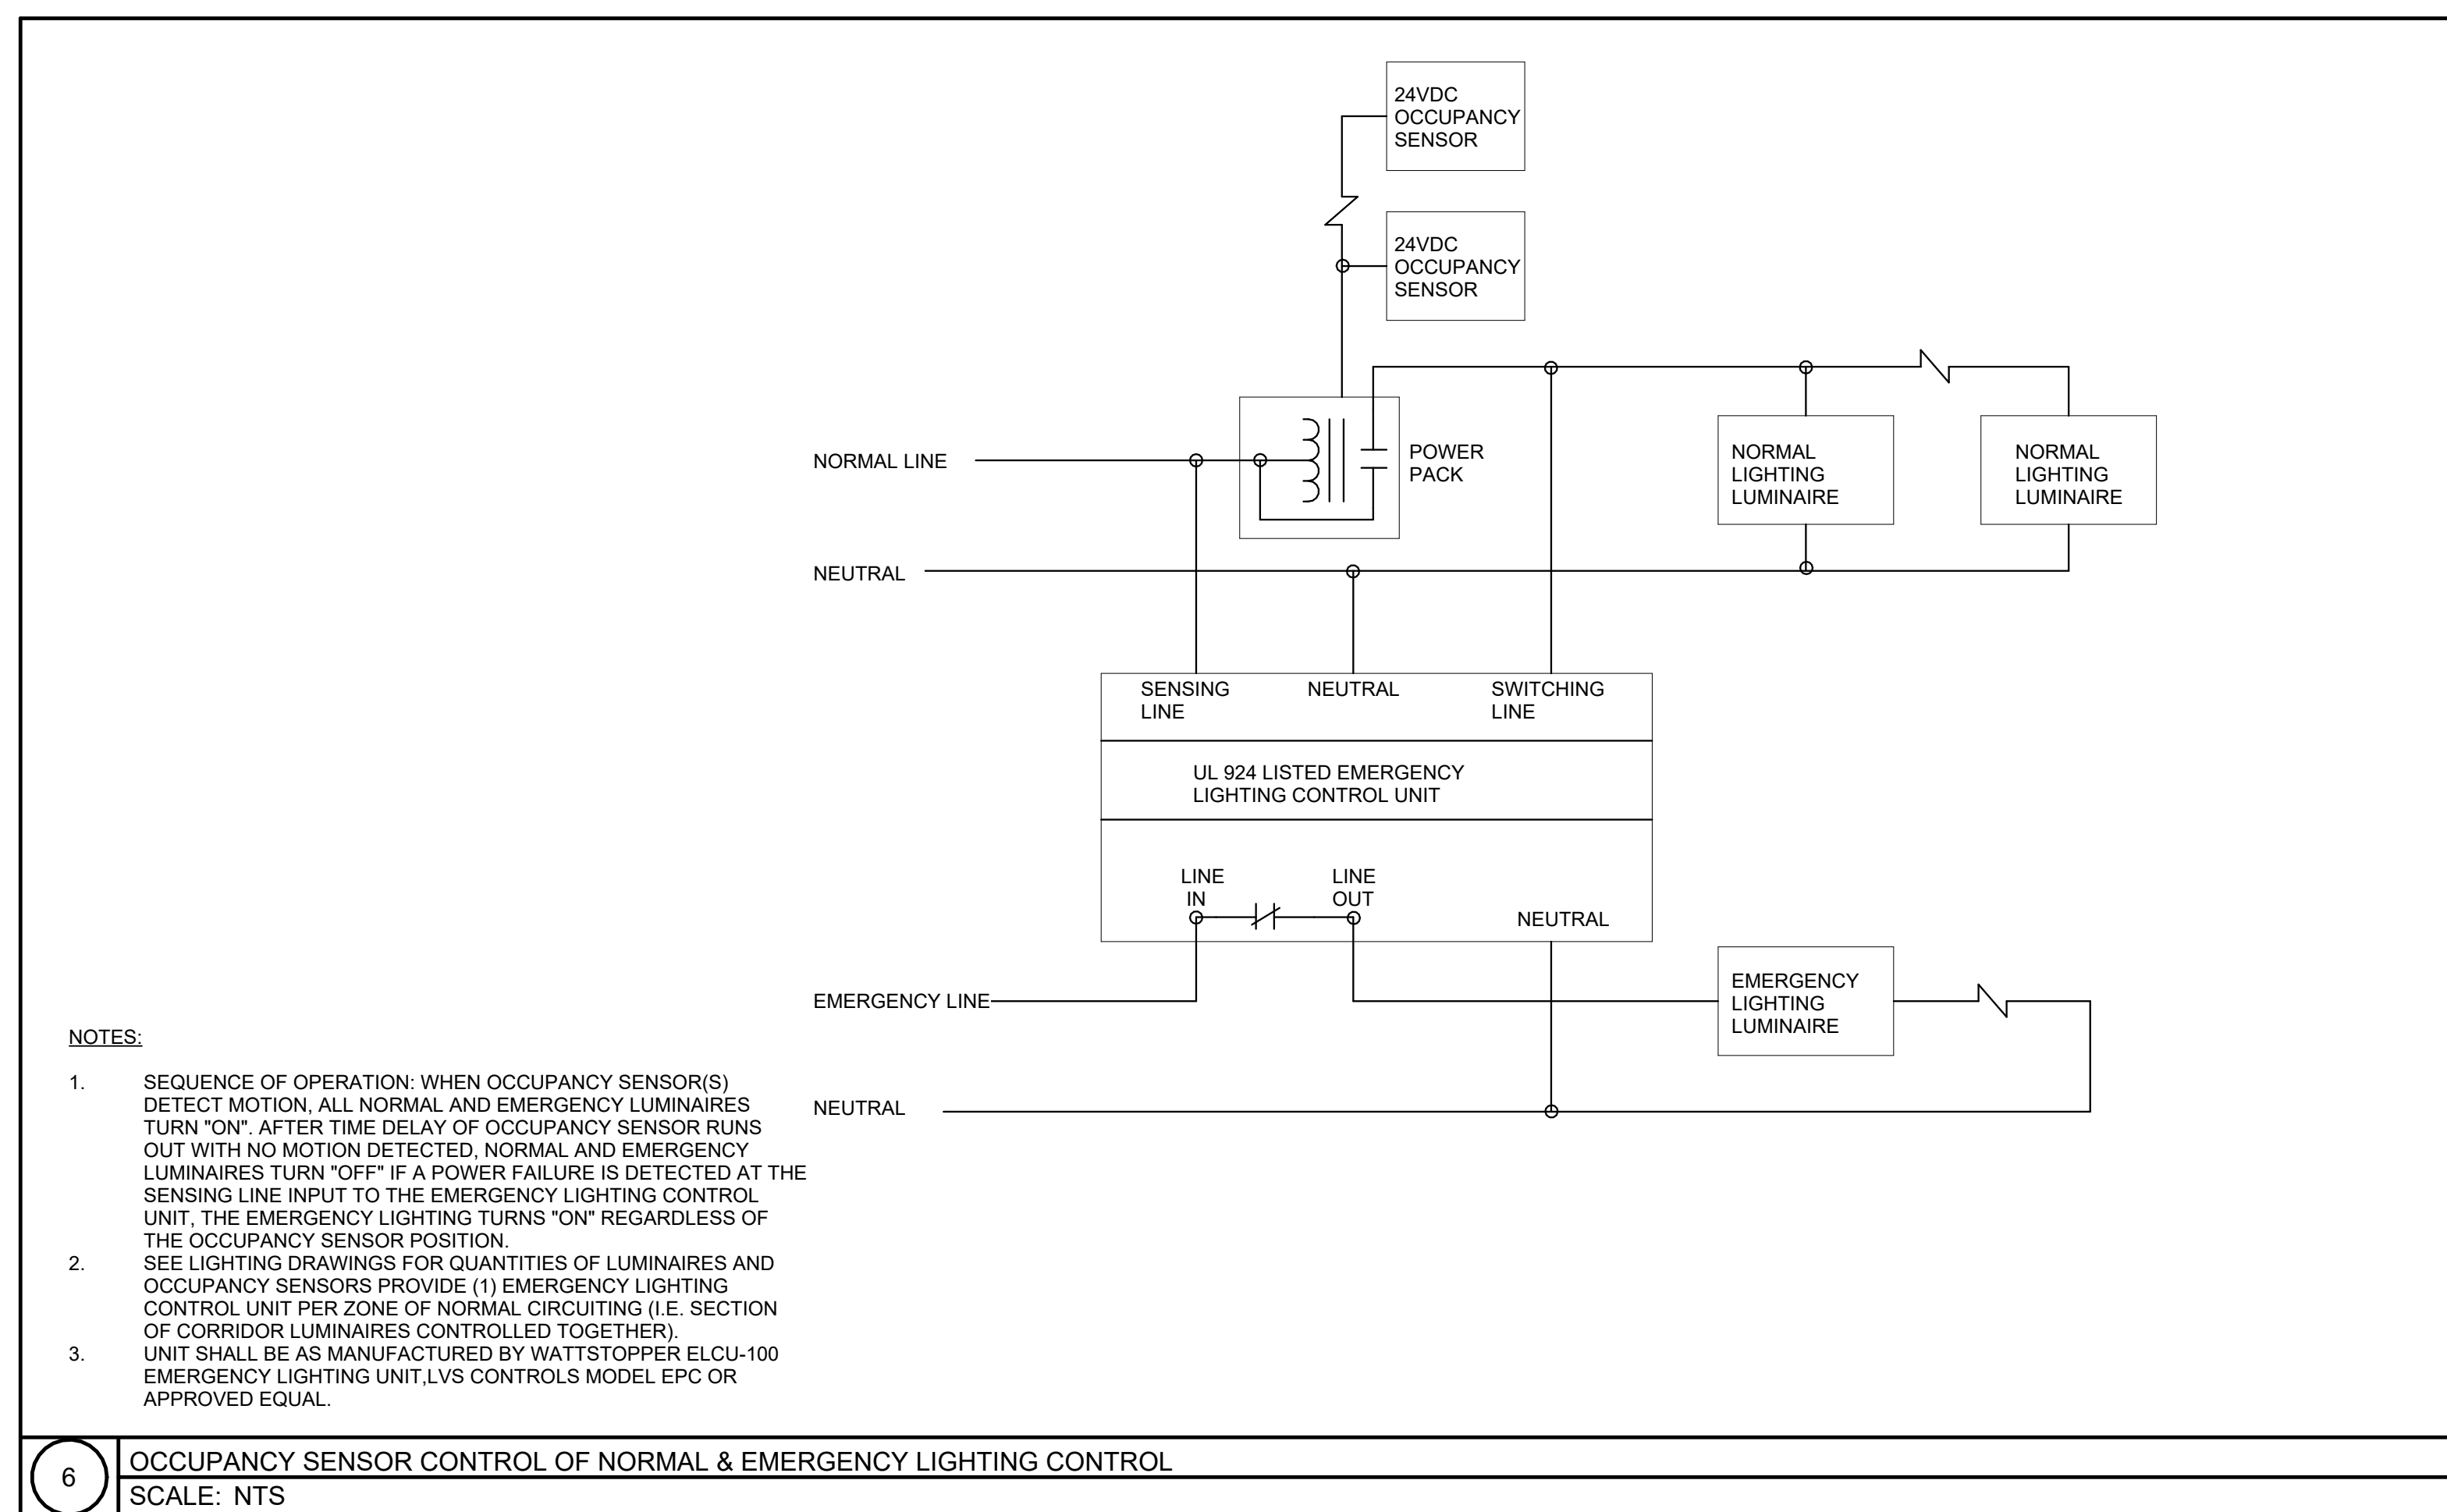 24VDC
OCCUPANCY
SENSOR
24VDC
OCCUPANCY
SENSOR
NORMAL LINE
POWER
PACK
NORMAL
LIGHTING
LUMINAIRE
NORMAL
LIGHTING
LUMINAIRE
NEUTRAL
SENSING
LINE
NEUTRAL
SWITCHING
LINE
UL 924 LISTED EMERGENCY
LIGHTING CONTROL UNIT
LINE
IN
LINE
OUT
NEUTRAL
EMERGENCY LINE
EMERGENCY
LIGHTING
LUMINAIRE
NEUTRAL
NOTES:
1. SEQUENCE OF OPERATION: WHEN OCCUPANCY SENSOR(S)
DETECT MOTION, ALL NORMAL AND EMERGENCY LUMINAIRES
TURN "ON". AFTER TIME DELAY OF OCCUPANCY SENSOR RUNS
OUT WITH NO MOTION DETECTED, NORMAL AND EMERGENCY
LUMINAIRES TURN "OFF" IF A POWER FAILURE IS DETECTED AT THE
SENSING LINE INPUT TO THE EMERGENCY LIGHTING CONTROL
UNIT, THE EMERGENCY LIGHTING TURNS "ON" REGARDLESS OF
THE OCCUPANCY SENSOR POSITION.
2. SEE LIGHTING DRAWINGS FOR QUANTITIES OF LUMINAIRES AND
OCCUPANCY SENSORS PROVIDE (1) EMERGENCY LIGHTING
CONTROL UNIT PER ZONE OF NORMAL CIRCUITING (I.E. SECTION
OF CORRIDOR LUMINAIRES CONTROLLED TOGETHER).
3. UNIT SHALL BE AS MANUFACTURED BY WATTSTOPPER ELCU-100
EMERGENCY LIGHTING UNIT,LVS CONTROLS MODEL EPC OR
APPROVED EQUAL.
6
OCCUPANCY SENSOR CONTROL OF NORMAL & EMERGENCY LIGHTING CONTROL
SCALE: NTS